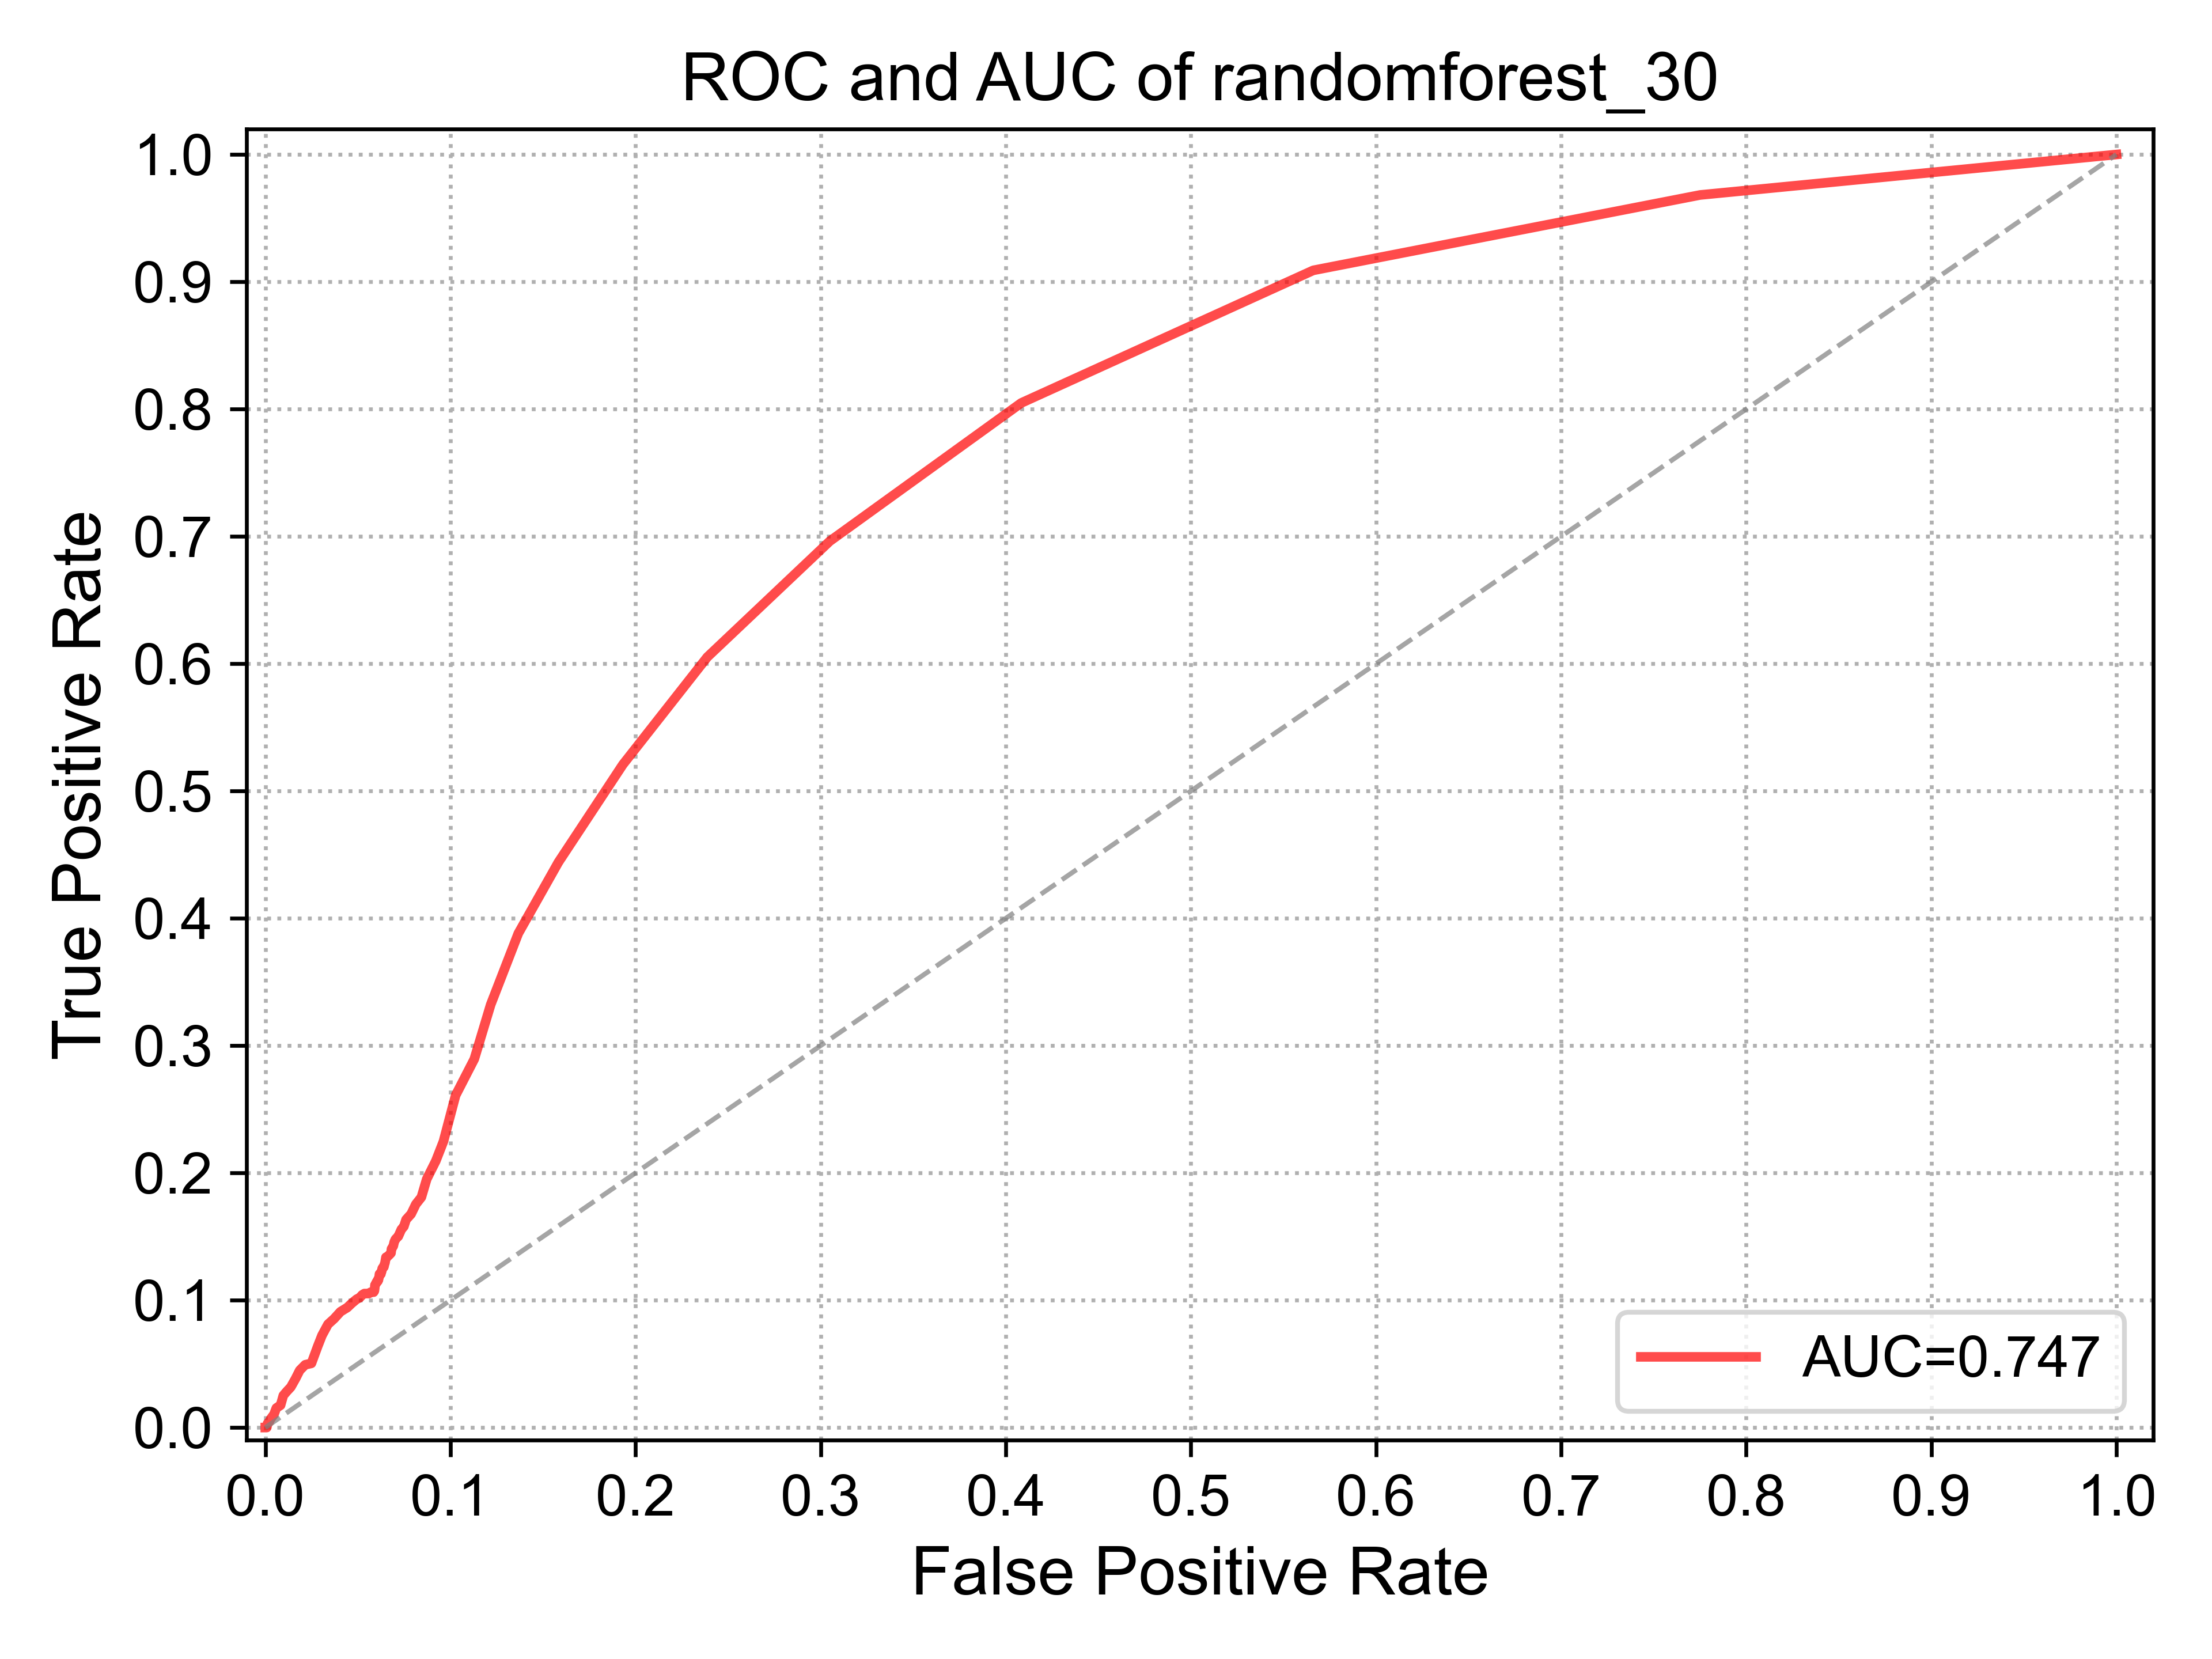 ROC and AUC of randomforest_30
True Positive Rate
1.0
0.9
0.8
0.7
0.6
0.5
0.4
0.3
0.2
0.1
0.0
AUC=0.747
0.0 0.1 0.2 0.3 0.4 0.5 0.6 0.7 0.8 0.9 1.0
False Positive Rate